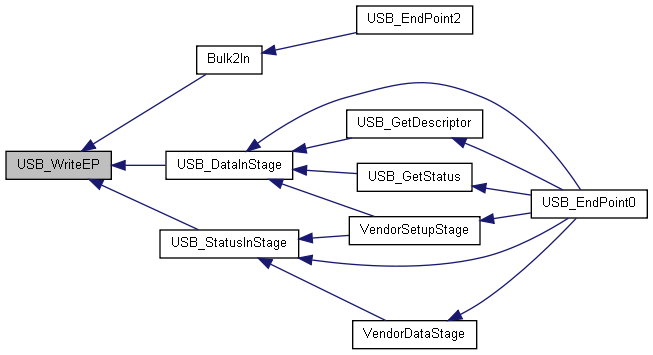 USB_EndPoint2
Bulk2In
USB_GetDescriptor
USB_WriteEP
USB_DataInStage
USB_GetStatus
USB_EndPoint0
VendorSetupStage
USB_StatusInStage
VendorDataStage